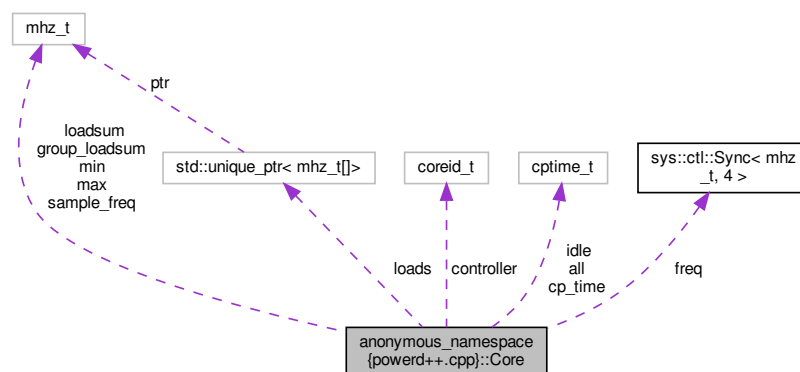 mhz_t
ptr
loadsum
group_loadsum
min
max
sample_freq
std::unique_ptr< mhz_t[]>
coreid_t
cptime_t
sys::ctl::Sync< mhz
_t, 4 >
loads
controller
idle
all
cp_time
freq
anonymous_namespace
{powerd++.cpp}::Core